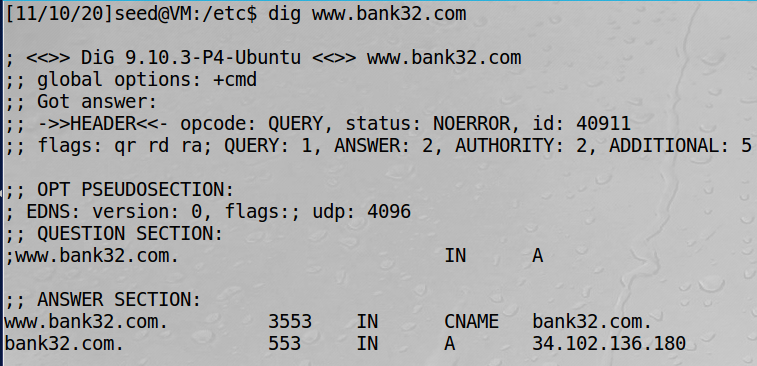 [11/10/20]seed@VM:/etc$ dig www.bank32.com
; <<>> DiG 9.10.3-P4-Ubuntu <<>> www.bank32.com
;; global options: +cmd
;; Got answer:
;; ->>HEADER<<- opcode: QUERY, status: NOERROR, id: 40911
;; flags: qr rd ra; QUERY: 1, ANSWER: 2, AUTHORITY: 2, ADDITIONAL: 5
;; OPT PSEUDOSECTION:
; EDNS: version: 0, flags:; udp: 4096
;; QUESTION SECTION:
;www.bank32.com. IN A
;; ANSWER SECTION:
www.bank32.com. 3553 IN CNAME bank32.com.
bank32.com. 553 IN A 34.102.136.180